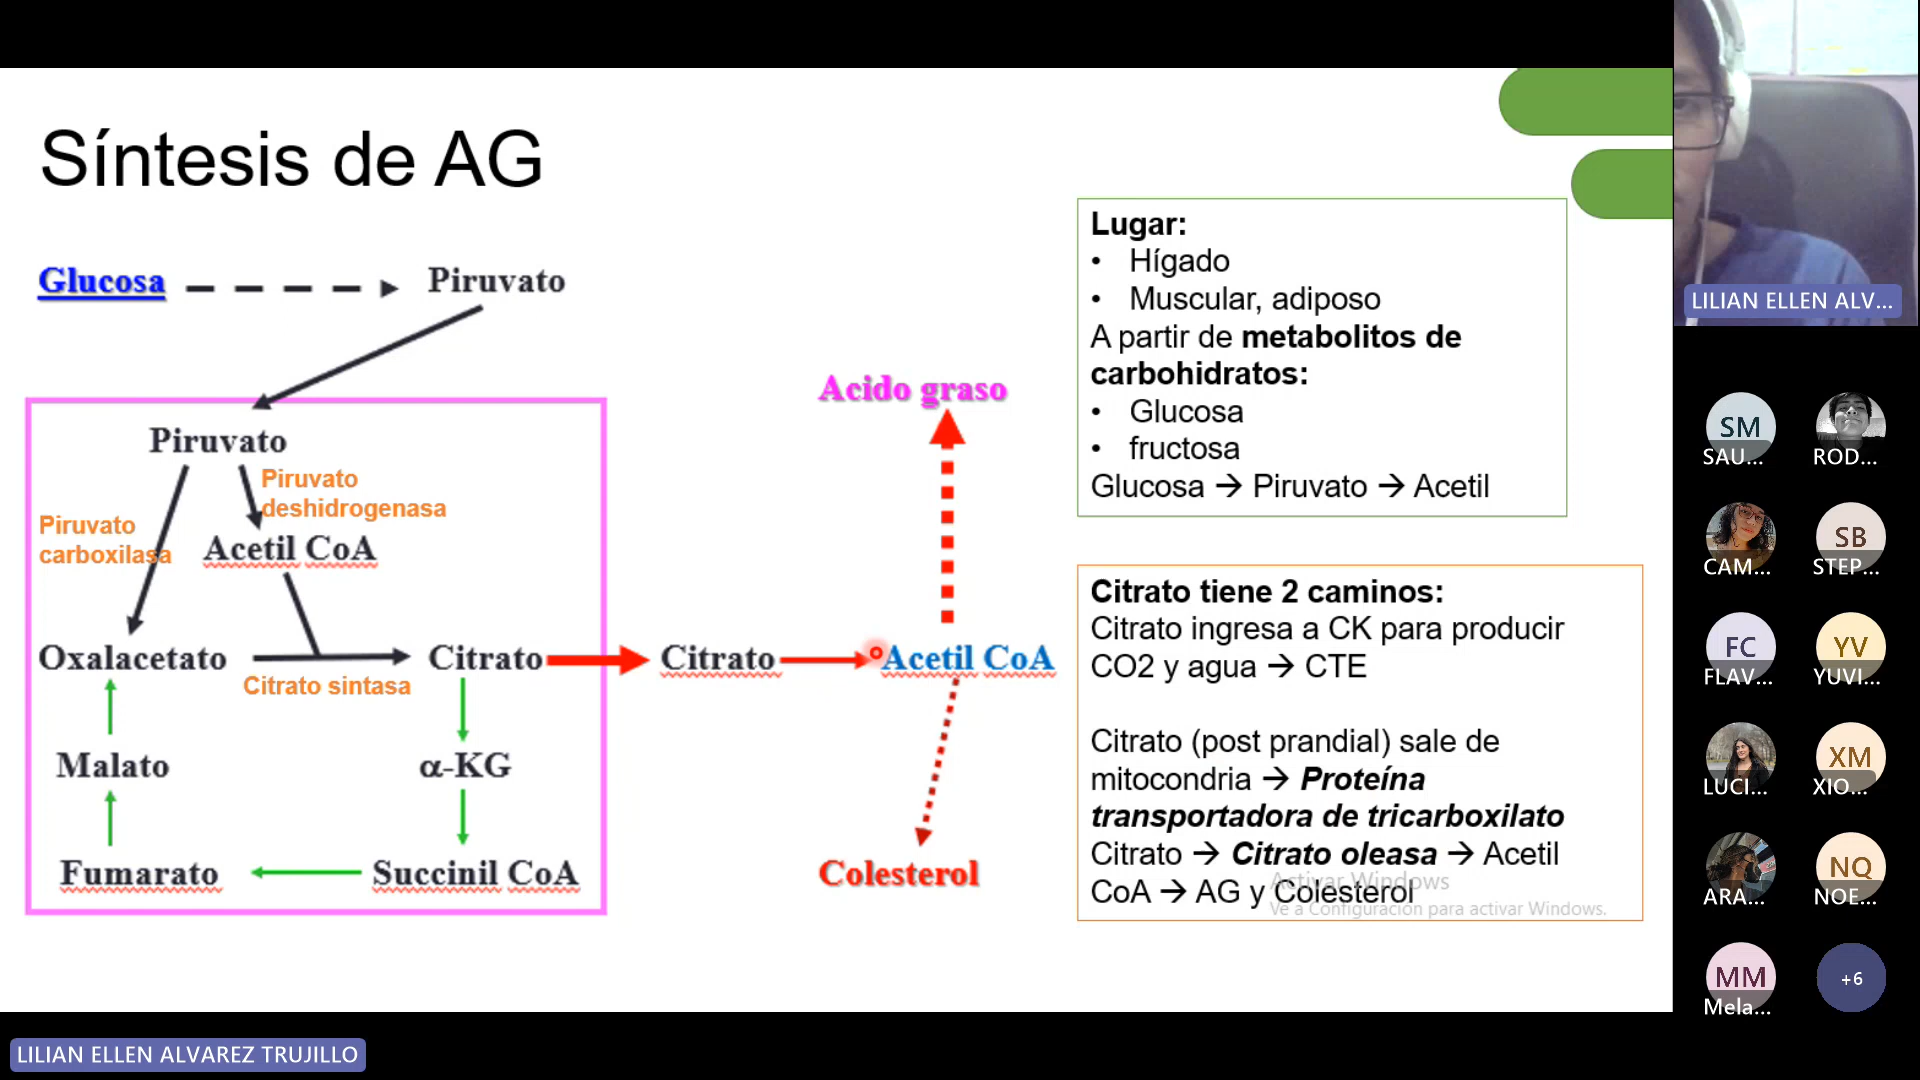 Síntesis de AG
Glucosa
Piruvato
Piruvato
Piruvato
deshidrogenasa
Piruvato
carboxilasa
Acetil CoA
Oxalacetato
Citrato sintasa
Citrato
Malato
α-KG
Fumarato
Succinil CoA
Citrato
Acetil CoA
Acido graso
Colesterol
Lugar:
• Hígado
• Muscular, adiposo
A partir de metabolitos de
carbohidratos:
• Glucosa
• fructosa
Glucosa → Piruvato → Acetil
Citrato tiene 2 caminos:
Citrato ingresa a CK para producir
CO2 y agua → CTE
Citrato (post prandial) sale de
mitocondria → Proteína
transportadora de tricarboxilato
Citrato → Citrato oleasa → Acetil
CoA → AG y Colesterol
Activar Windows
Ve a Configuración para activar Windows.
LILIAN ELLEN ALV...
SM
SAU...
ROD...
CAM...
SB
STEP...
FC
FLAV...
YV
YUVI...
LUCI...
XM
XIO...
ARA...
NQ
NOE...
MM
Mela...
+6
LILIAN ELLEN ALVAREZ TRUJILLO